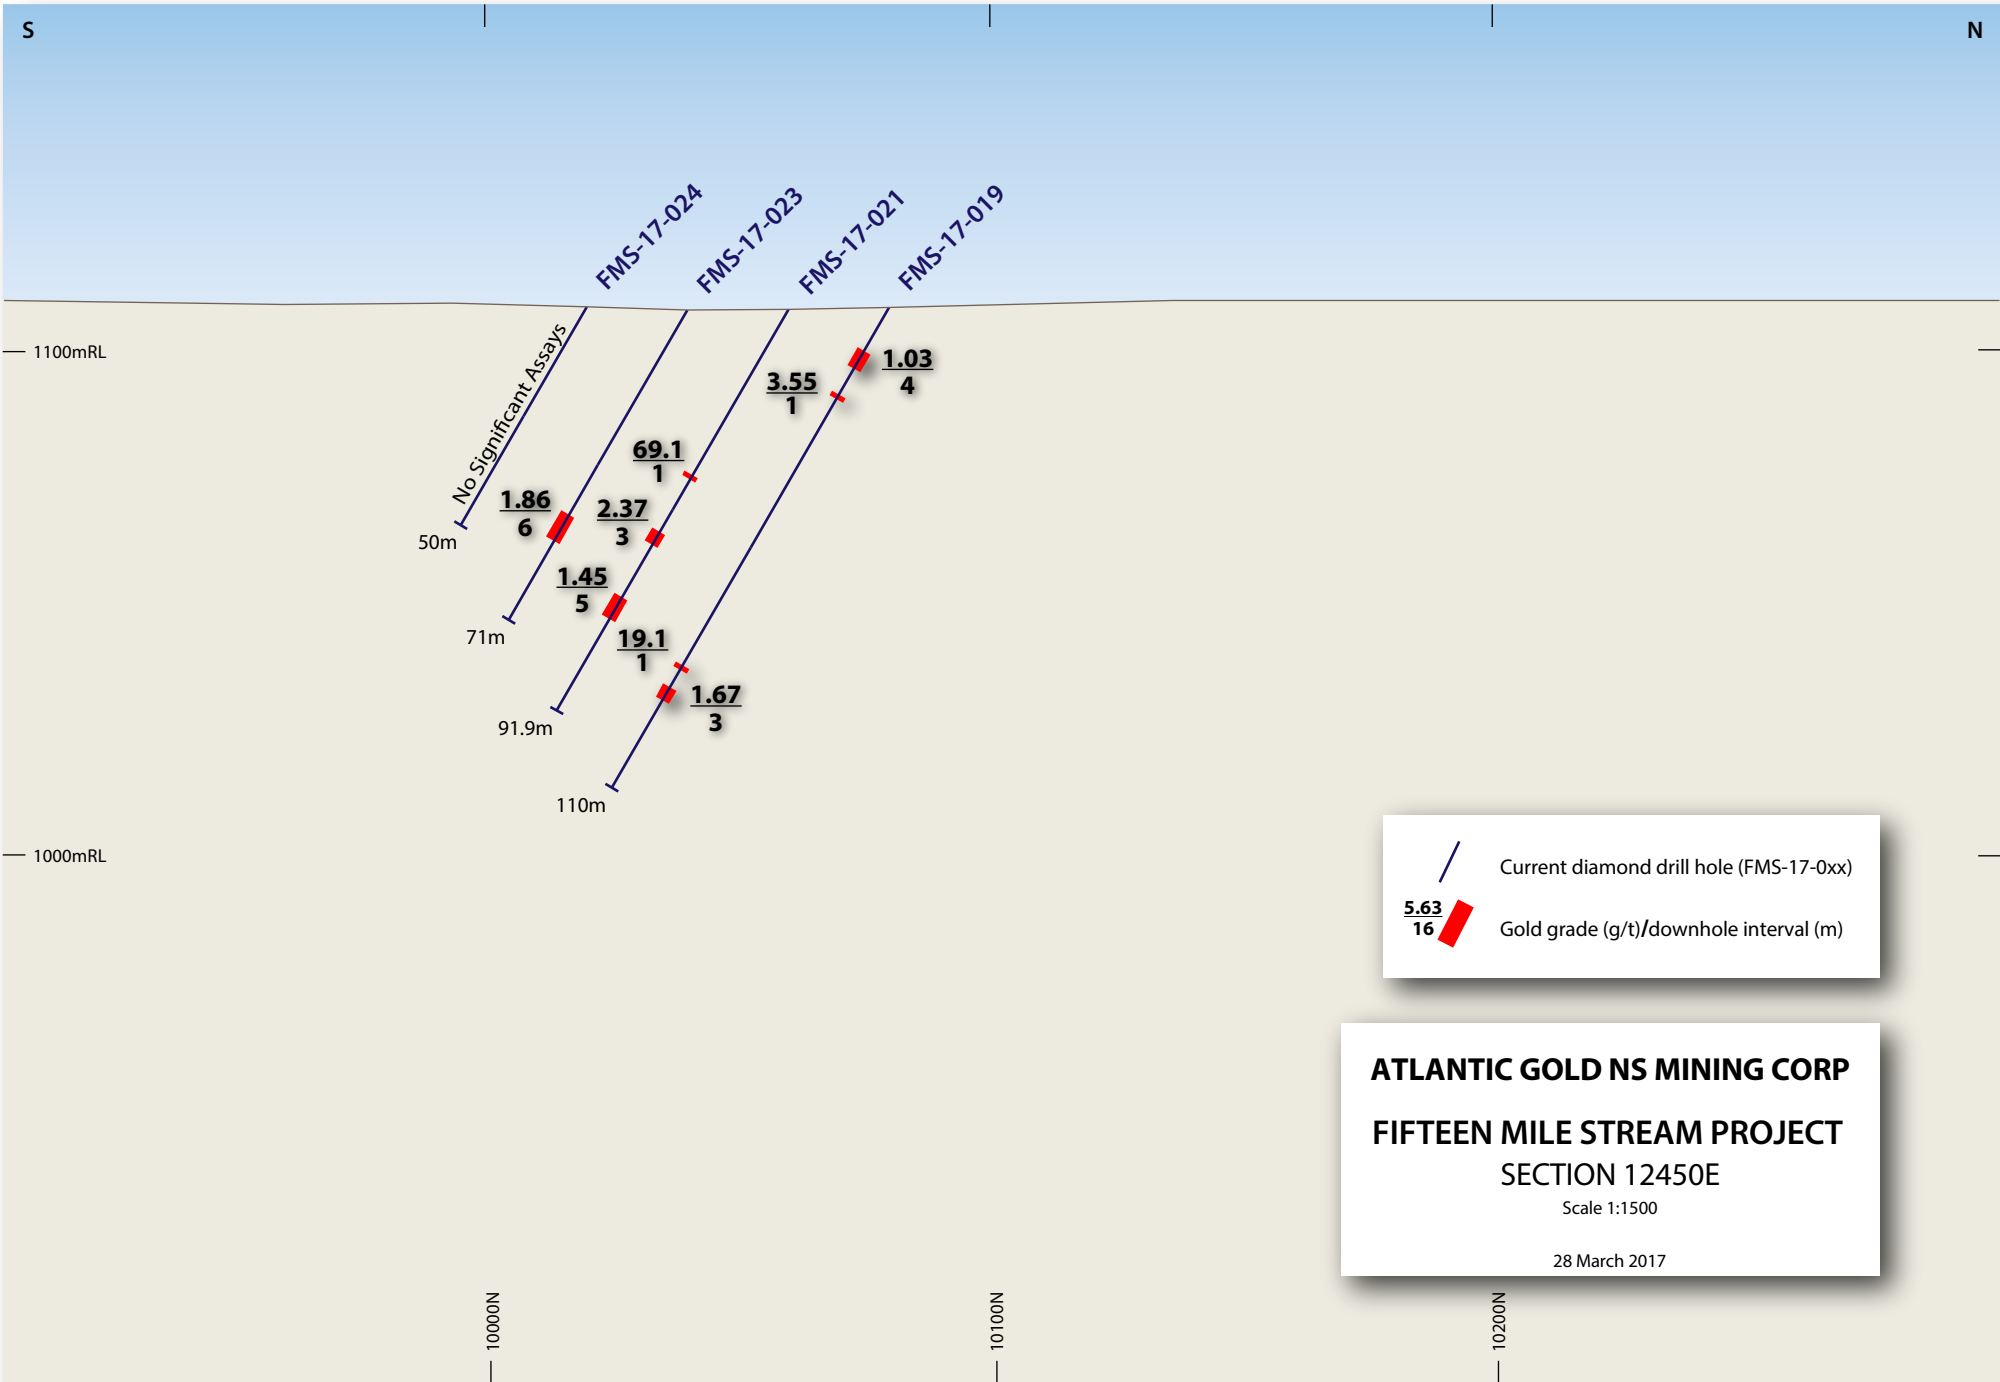 S
N
FMS-17-024
FMS-17-023
FMS-17-021
FMS-17-019
1100mRL
No Significant Assays
1.03
4
3.55
1
69.1
1
1.86
6
2.37
3
50m
1.45
5
71m
19.1
1
1.67
3
91.9m
110m
1000mRL
Current diamond drill hole (FMS-17-0xx)
5.63
16
Gold grade (g/t)/downhole interval (m)
ATLANTIC GOLD NS MINING CORP
FIFTEEN MILE STREAM PROJECT
SECTION 12450E
Scale 1:1500
28 March 2017
10000N
10100N
10200N